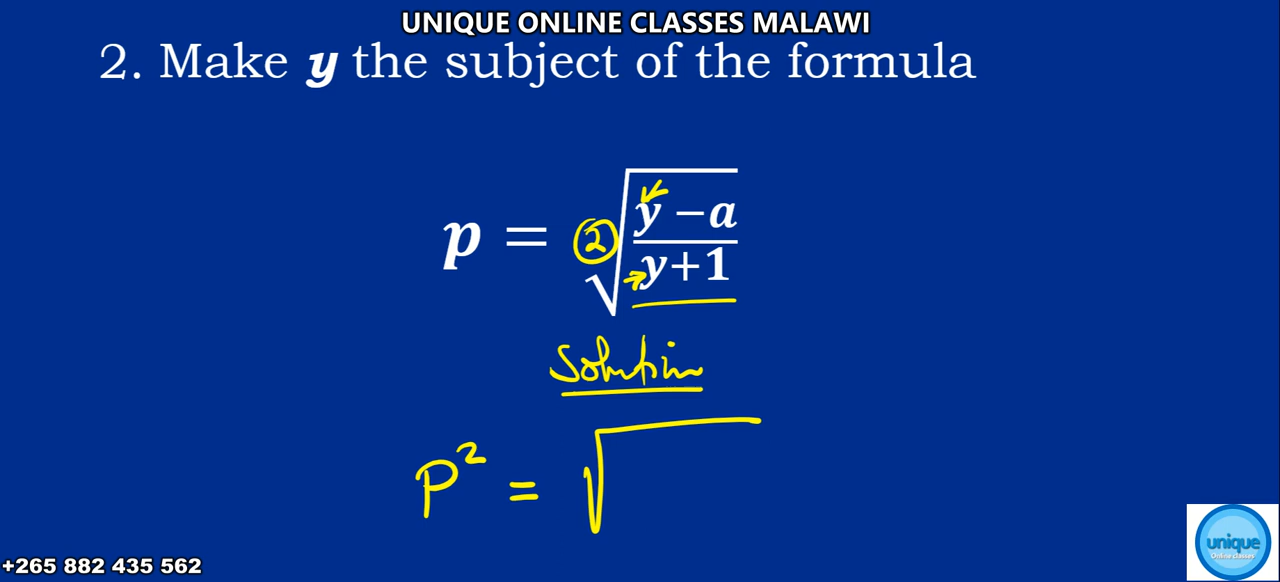 UNIQUE ONLINE CLASSES MALAWI
2. Make y the subject of the formula
p = ②√((y − a)/(y+1))
Solution
P² = √
unique
Online classes
+265 882 435 562